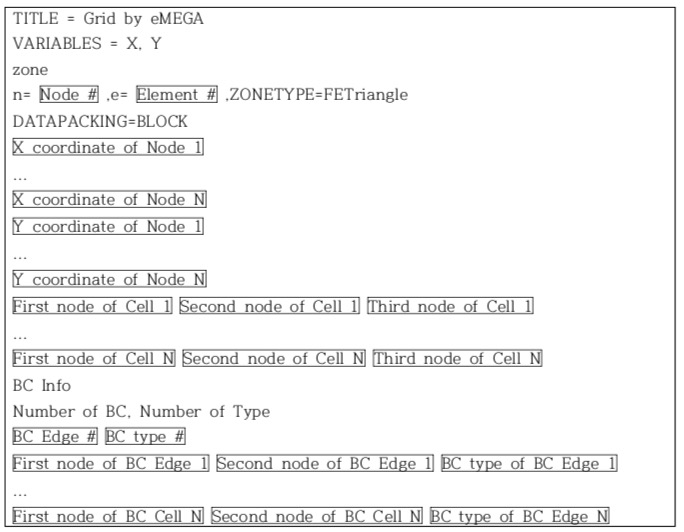 TITLE = Grid by eMEGA
VARIABLES = X, Y
zone
n= Node # ,e= Element # ,ZONETYPE=FETriangle
DATAPACKING=BLOCK
X coordinate of Node 1
...
X coordinate of Node N
Y coordinate of Node 1
...
Y coordinate of Node N
First node of Cell 1 Second node of Cell 1 Third node of Cell 1
...
First node of Cell N Second node of Cell N Third node of Cell N
BC Info
Number of BC, Number of Type
BC Edge # BC type #
First node of BC Edge 1 Second node of BC Edge 1 BC type of BC Edge 1
...
First node of BC Cell N Second node of BC Cell N BC type of BC Edge N